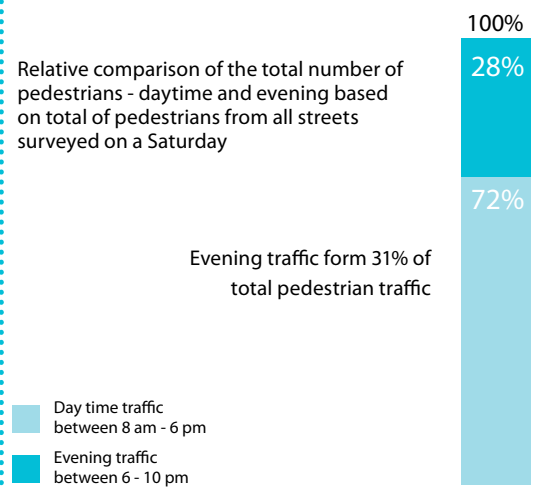 100%
28%
Relative comparison of the total number of
pedestrians - daytime and evening based
on total of pedestrians from all streets
surveyed on a Saturday
72%
Evening traffic form 31% of
total pedestrian traffic
Day time traffic
between 8 am - 6 pm
Evening traffic
between 6 - 10 pm